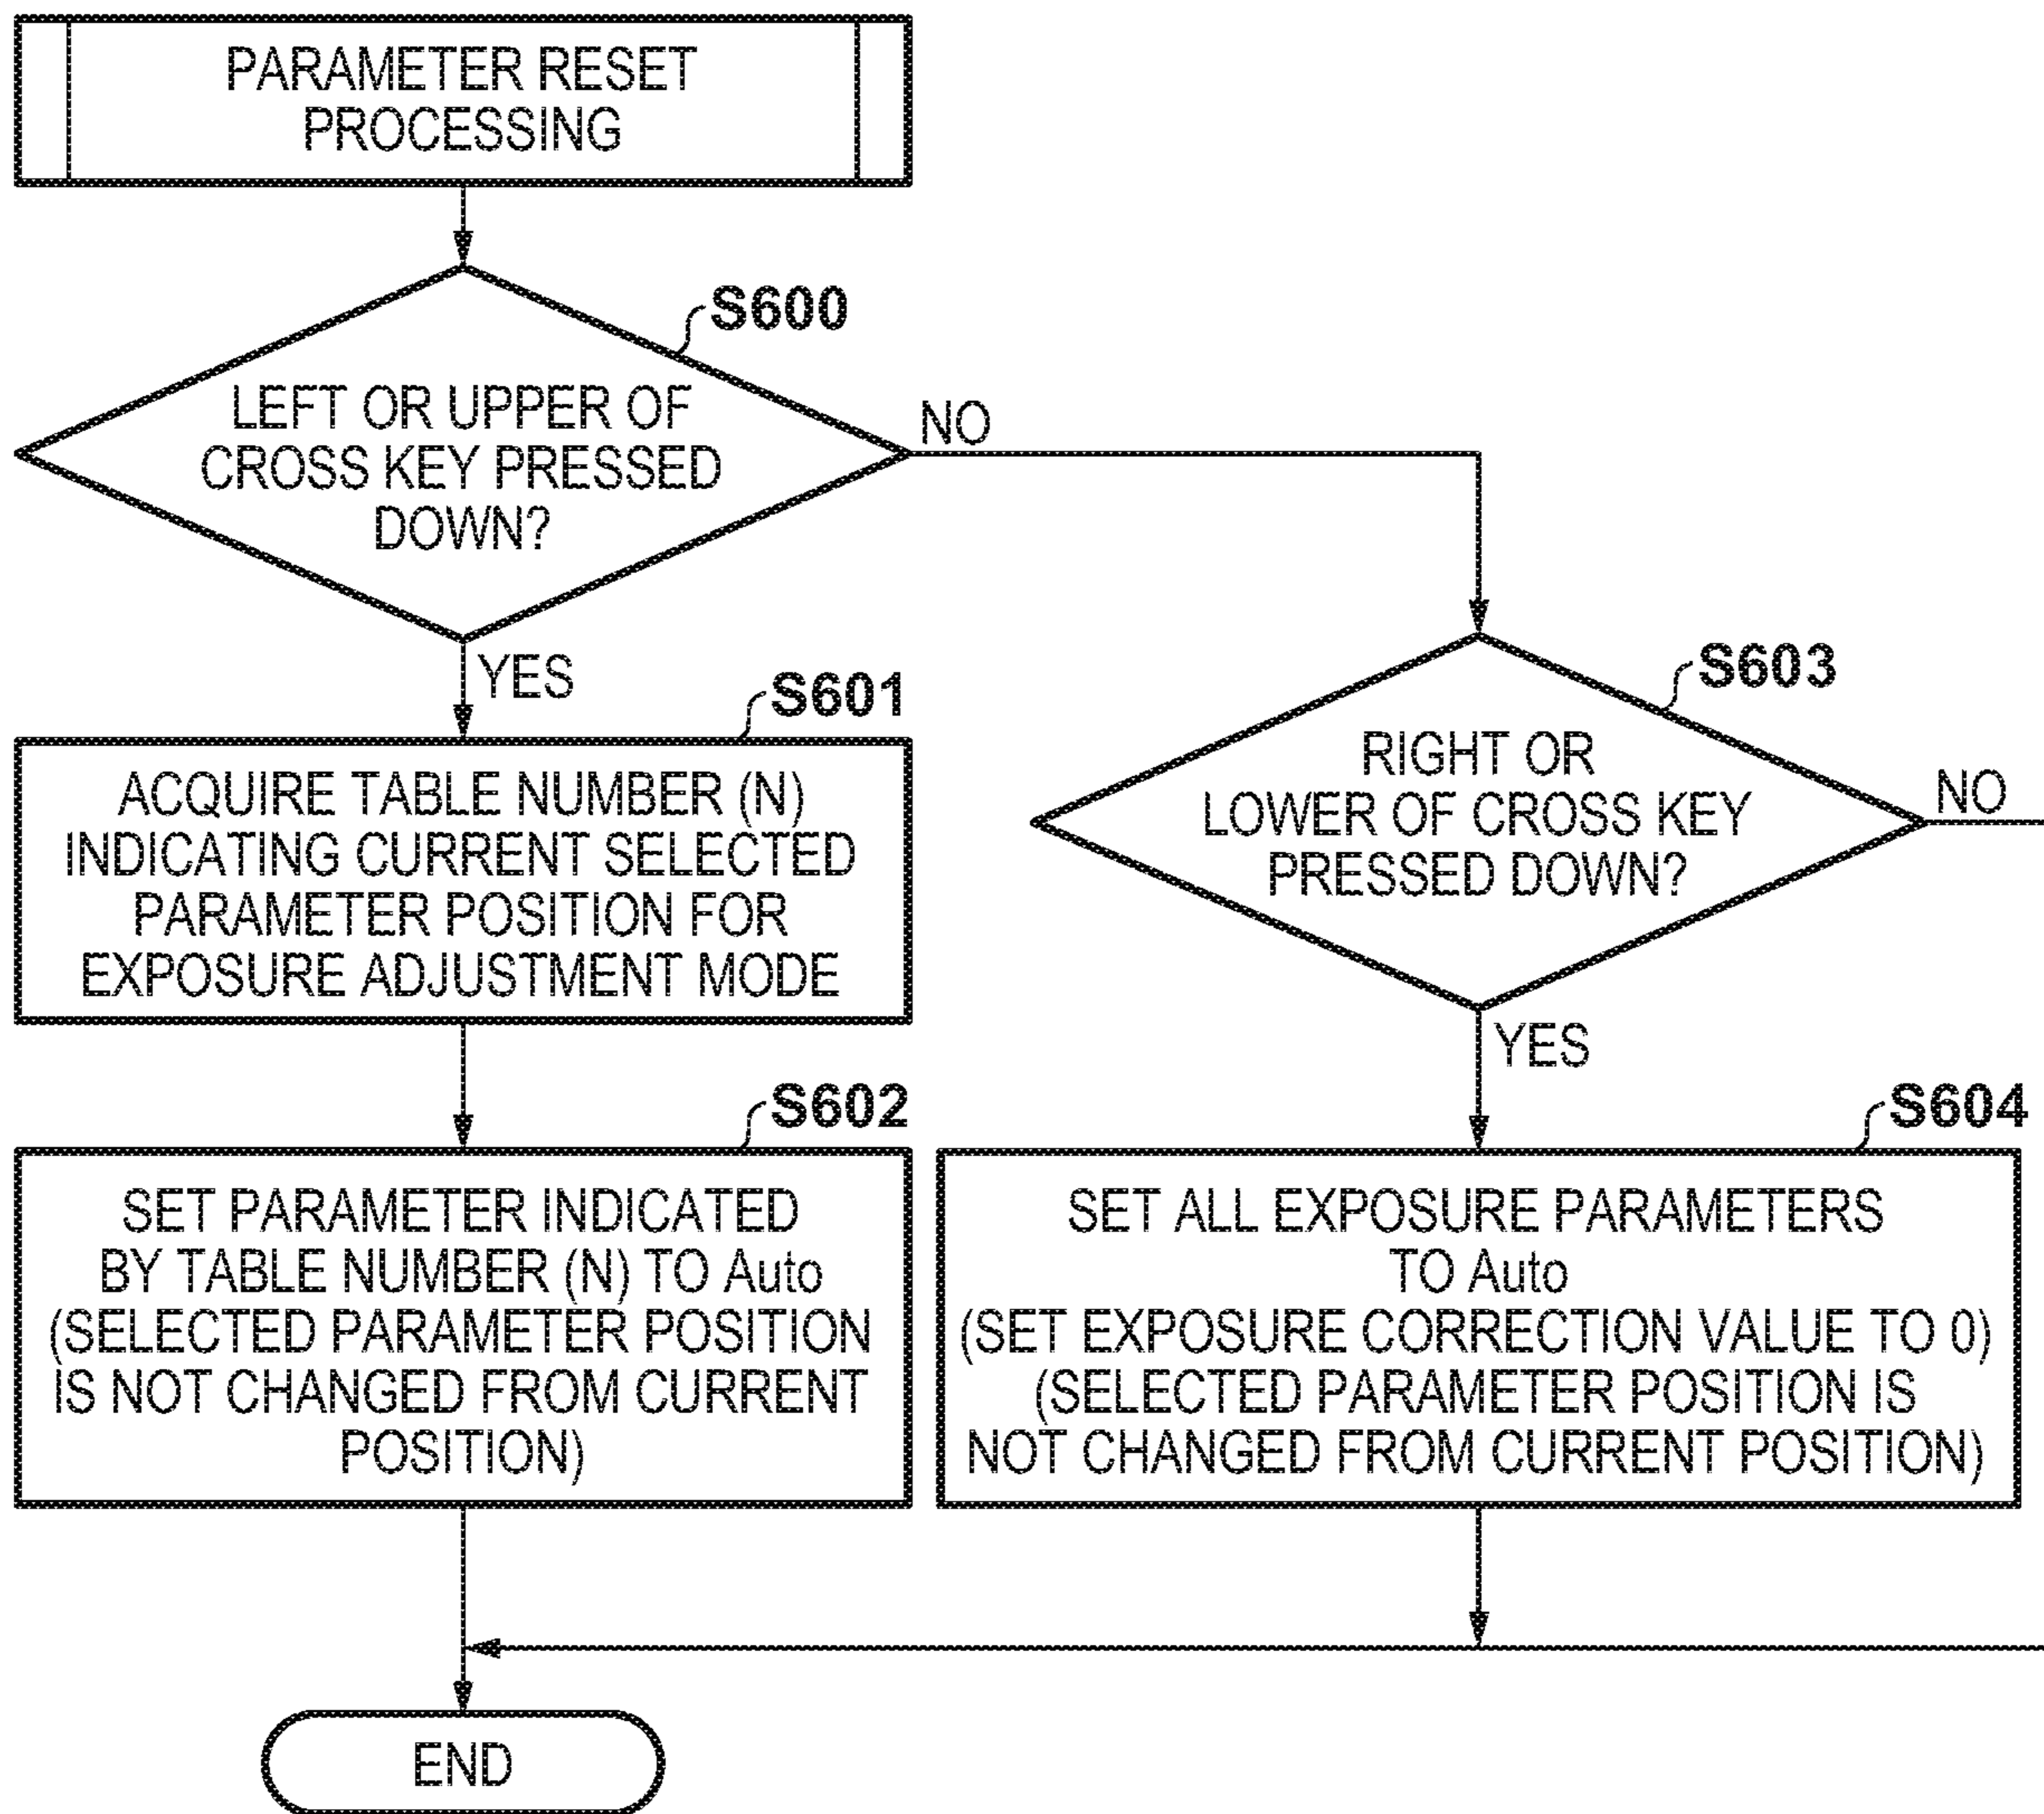 PARAMETER RESET
PROCESSING
S600
LEFT OR UPPER OF
CROSS KEY PRESSED
DOWN?
NO
YES
S601
ACQUIRE TABLE NUMBER (N)
INDICATING CURRENT SELECTED
PARAMETER POSITION FOR
EXPOSURE ADJUSTMENT MODE
S603
RIGHT OR
LOWER OF CROSS KEY
PRESSED DOWN?
NO
YES
S602
SET PARAMETER INDICATED
BY TABLE NUMBER (N) TO Auto
(SELECTED PARAMETER POSITION
IS NOT CHANGED FROM CURRENT
POSITION)
S604
SET ALL EXPOSURE PARAMETERS
TO Auto
(SET EXPOSURE CORRECTION VALUE TO 0)
(SELECTED PARAMETER POSITION IS
NOT CHANGED FROM CURRENT POSITION)
END